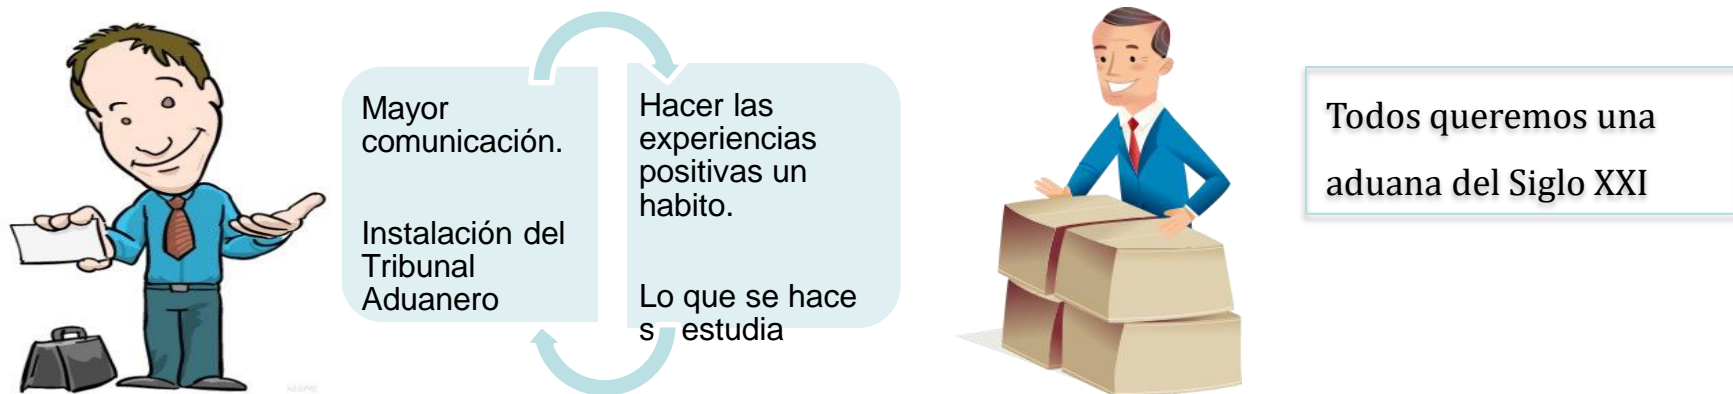 Mayor
comunicación.
Instalación del
Tribunal
Aduanero
Hacer las
experiencias
positivas un
habito.
Lo que se hace
s estudia
Todos queremos una
aduana del Siglo XXI